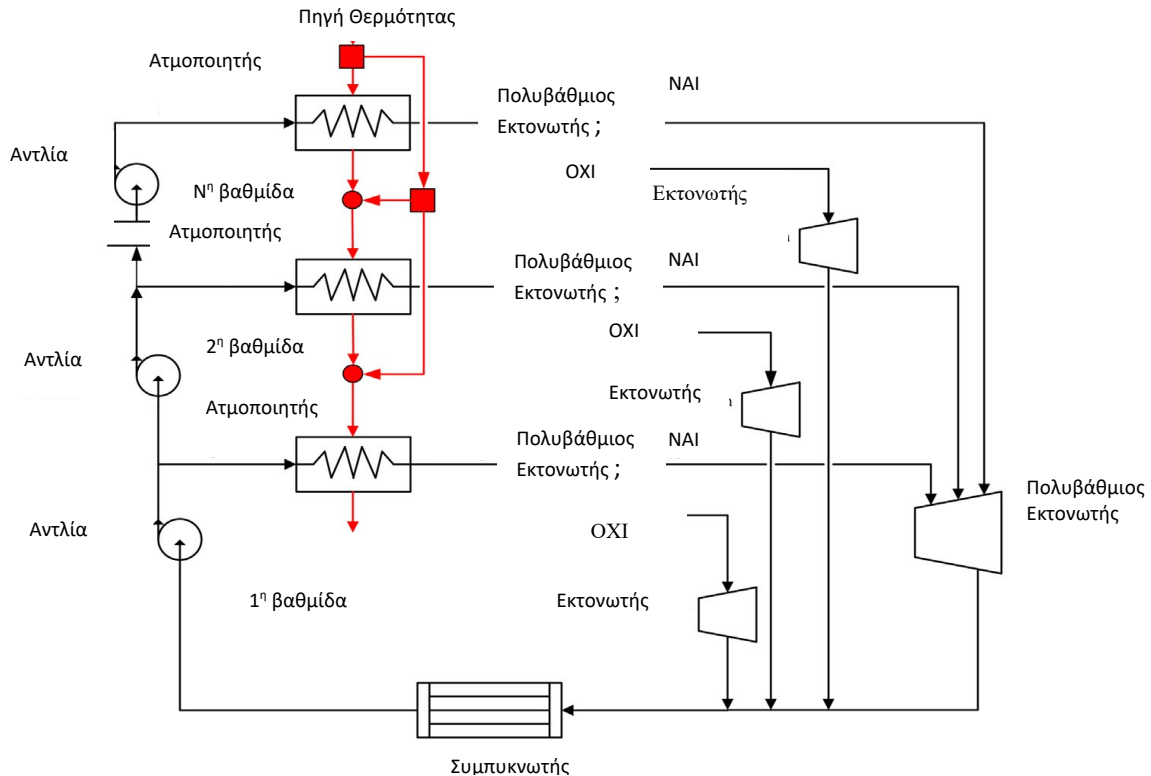 Πηγή Θερμότητας
Ατμοποιητής
ΝΑΙ
Πολυβάθμιος
Εκτονωτής ;
Αντλία
ΟΧΙ
Νη βαθμίδα
Εκτονωτής
Ατμοποιητής
Πολυβάθμιος
ΝΑΙ
Εκτονωτής ;
ΟΧΙ
2η βαθμίδα
Αντλία
Εκτονωτής
Ατμοποιητής
Πολυβάθμιος
ΝΑΙ
Εκτονωτής ;
Πολυβάθμιος
Εκτονωτής
Αντλία
ΟΧΙ
1η βαθμίδα
Εκτονωτής
Συμπυκνωτής